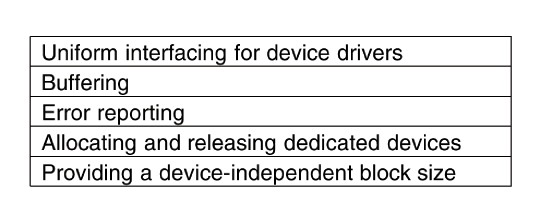 Uniform interfacing for device drivers
Buffering
Error reporting
Allocating and releasing dedicated devices
Providing a device-independent block size